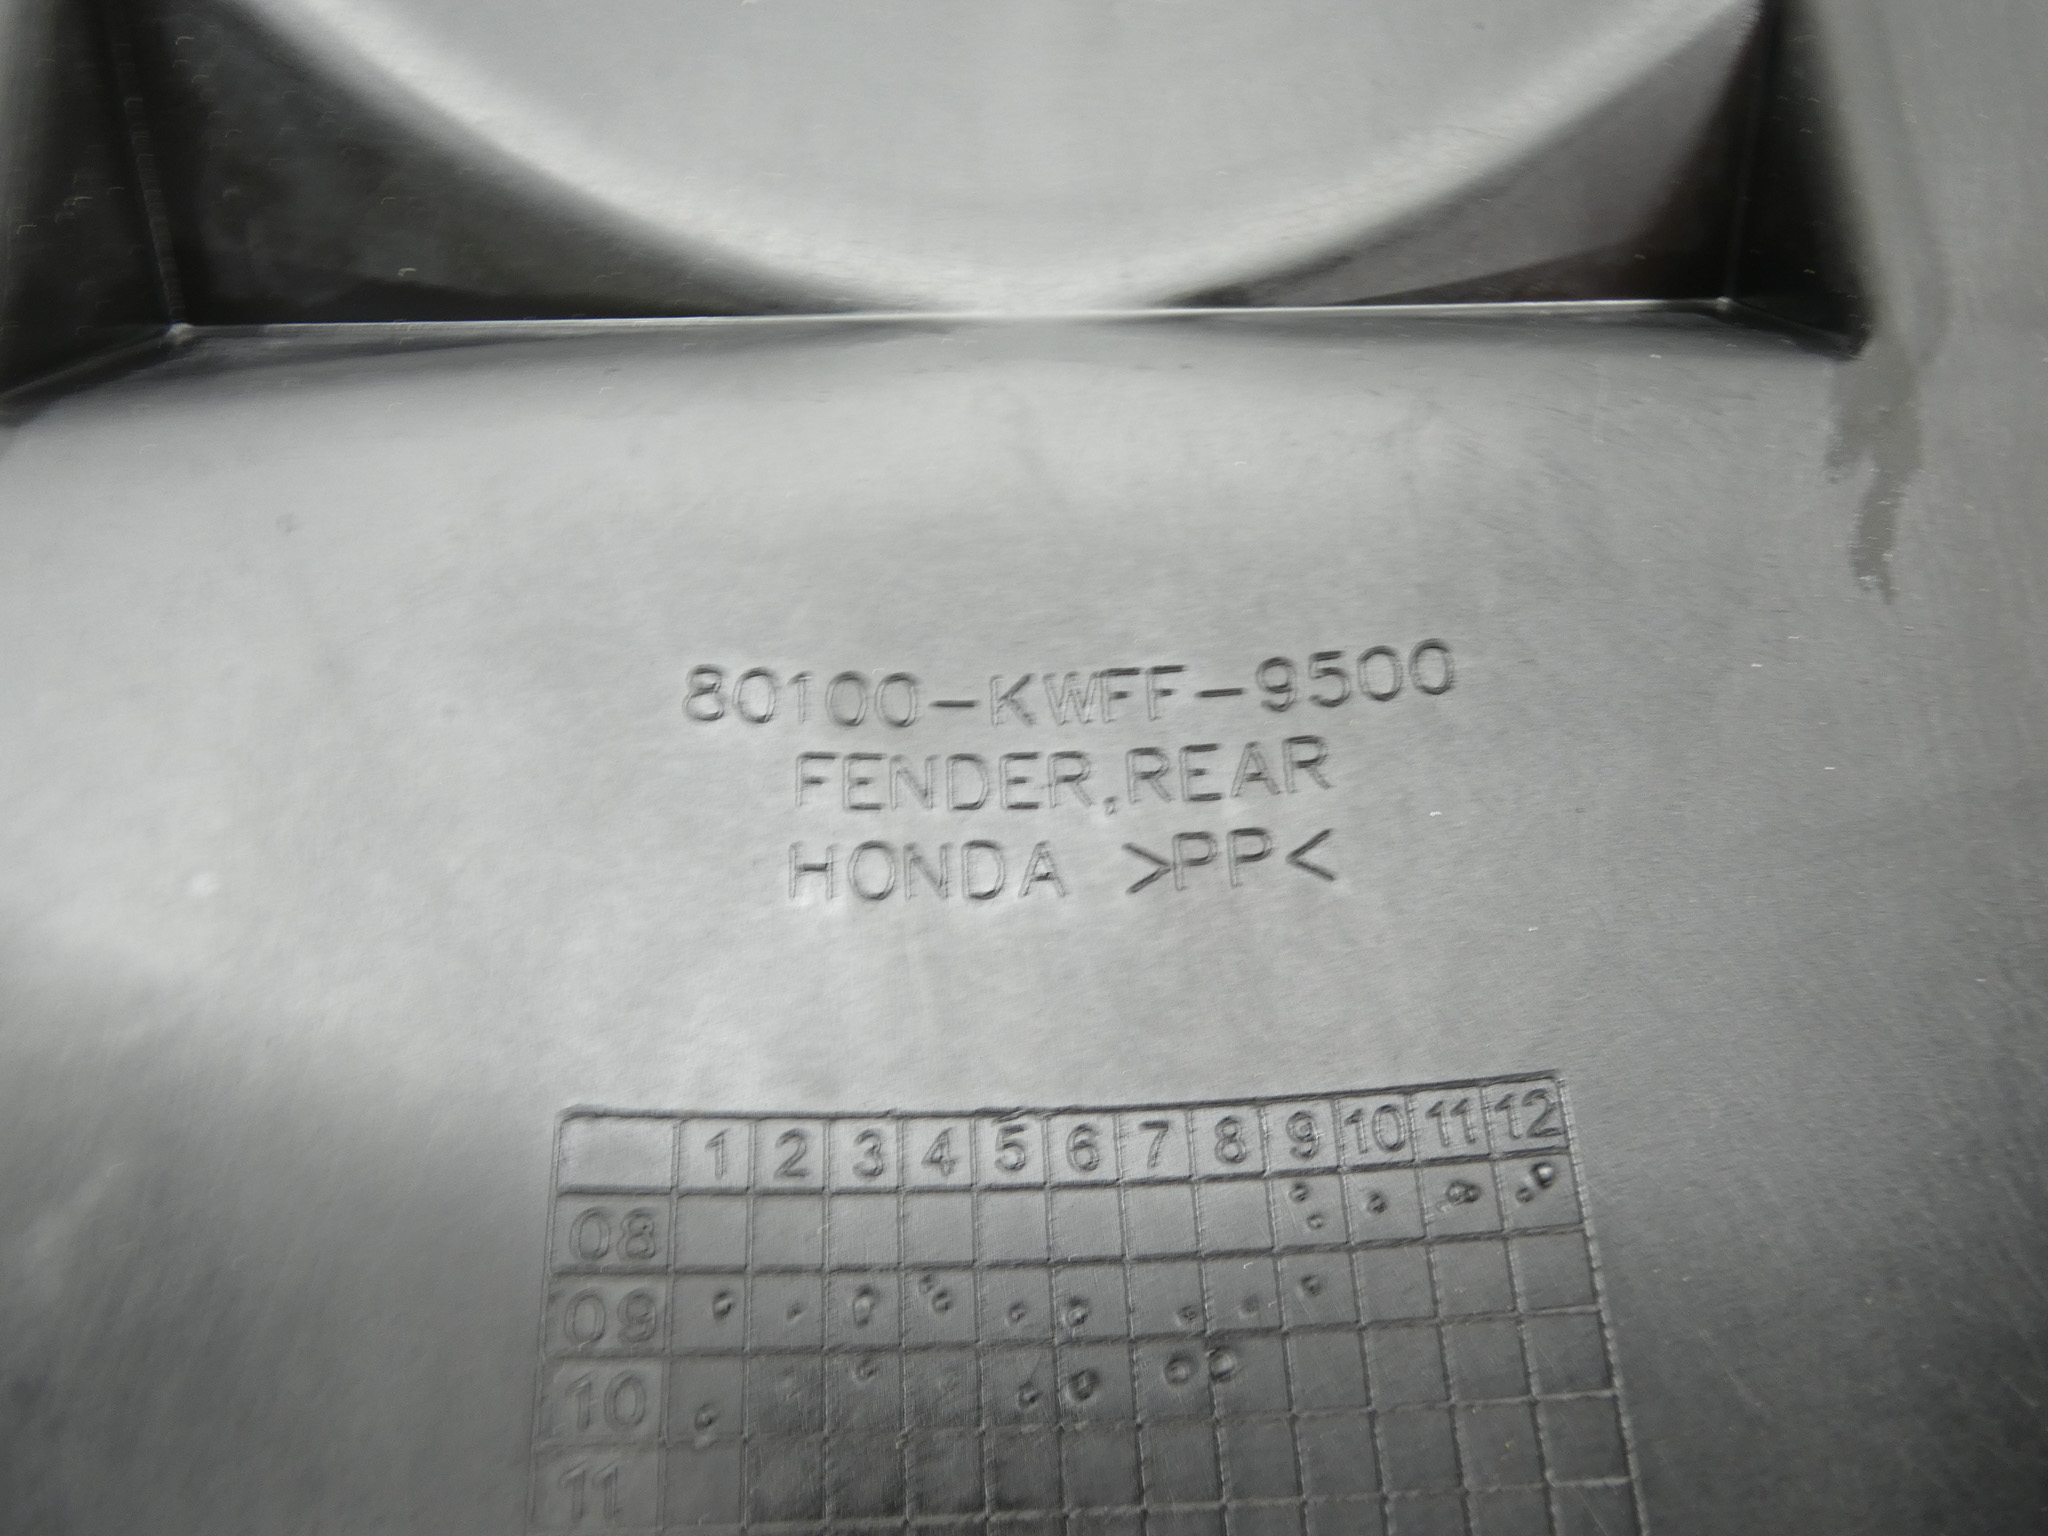 80100-KWFF-9500
FENDER,REAR
HONDA >PP<
1 2 3 4 5 6 7 8 9 10 11 12
08
09
10
11